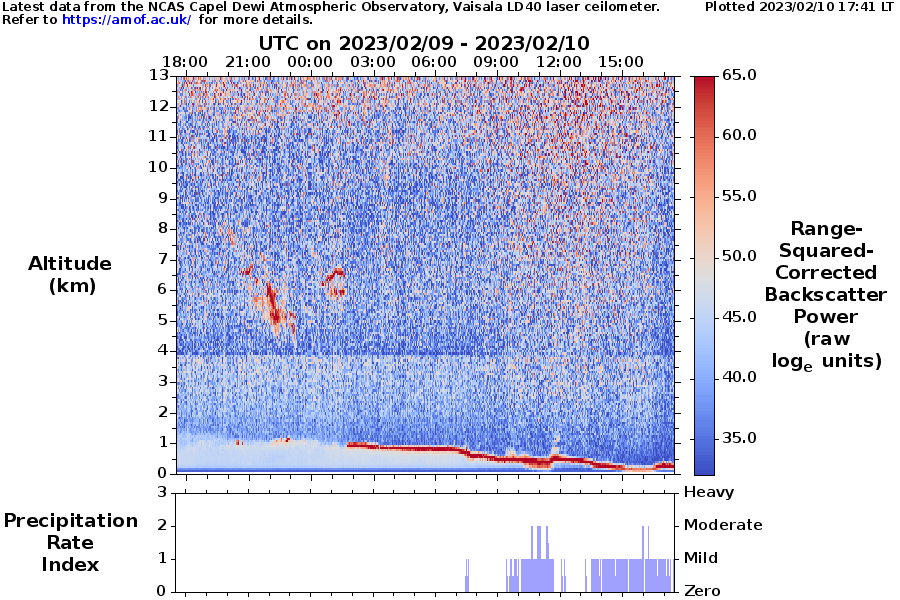 Latest data from the NCAS Capel Dewi Atmospheric Observatory, Vaisala LD40 laser ceilometer.
Plotted 2023/02/10 17:41 LT
Refer to https://amof.ac.uk/ for more details.
UTC on 2023/02/09 - 2023/02/10
18:00 21:00 00:00 03:00 06:00 09:00 12:00 15:00
13
12
11
10
9
8
7
6
5
4
3
2
1
0
Altitude
(km)
65.0
60.0
55.0
50.0
45.0
40.0
35.0
Range-
Squared-
Corrected
Backscatter
Power
(raw
loge units)
3
2
1
0
Precipitation
Rate
Index
Heavy
Moderate
Mild
Zero